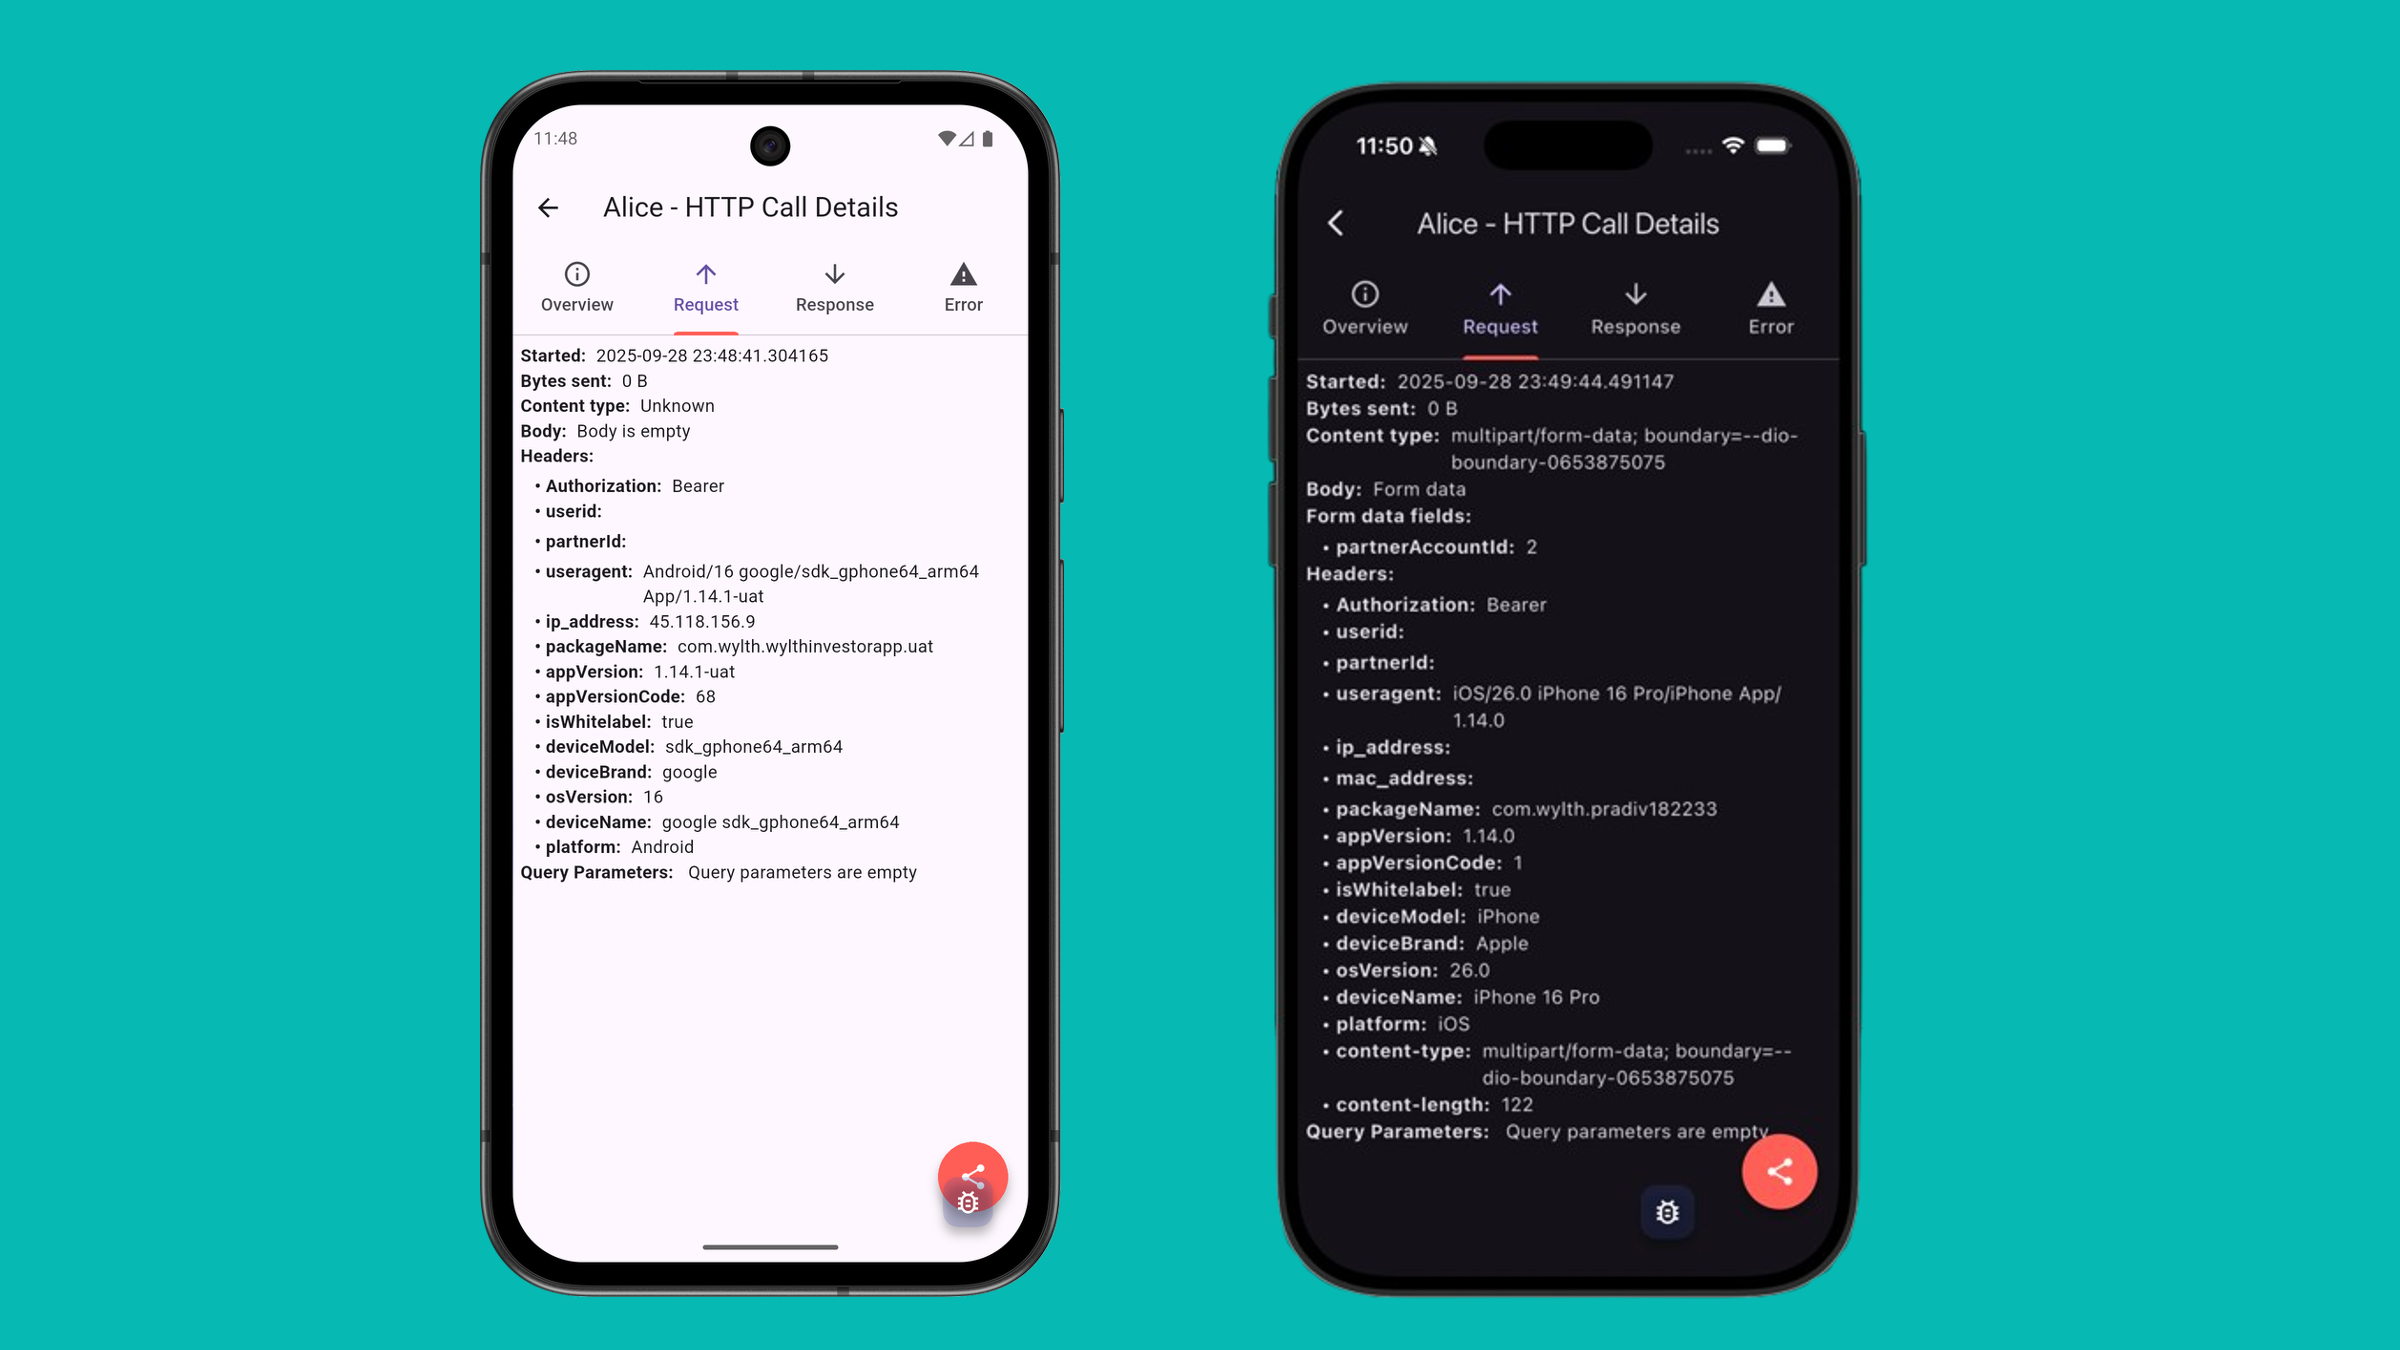 11:48
Alice - HTTP Call Details
Overview
Request
Response
Error
Started: 2025-09-28 23:48:41.304165
Bytes sent: 0 B
Content type: Unknown
Body: Body is empty
Headers:
• Authorization: Bearer
• userid:
• partnerId:
• useragent: Android/16 google/sdk_gphone64_arm64
App/1.14.1-uat
• ip_address: 45.118.156.9
• packageName: com.wylth.wylthinvestorapp.uat
• appVersion: 1.14.1-uat
• appVersionCode: 68
• isWhitelabel: true
• deviceModel: sdk_gphone64_arm64
• deviceBrand: google
• osVersion: 16
• deviceName: google sdk_gphone64_arm64
• platform: Android
Query Parameters: Query parameters are empty
11:50
Alice - HTTP Call Details
Overview
Request
Response
Error
Started: 2025-09-28 23:49:44.491147
Bytes sent: 0 B
Content type: multipart/form-data; boundary=--dio-
boundary-0653875075
Body: Form data
Form data fields:
• partnerAccountId: 2
Headers:
• Authorization: Bearer
• userid:
• partnerId:
• useragent: iOS/26.0 iPhone 16 Pro/iPhone App/
1.14.0
• ip_address:
• mac_address:
• packageName: com.wylth.pradiv182233
• appVersion: 1.14.0
• appVersionCode: 1
• isWhitelabel: true
• deviceModel: iPhone
• deviceBrand: Apple
• osVersion: 26.0
• deviceName: iPhone 16 Pro
• platform: iOS
• content-type: multipart/form-data; boundary=--
dio-boundary-0653875075
• content-length: 122
Query Parameters: Query parameters are empty